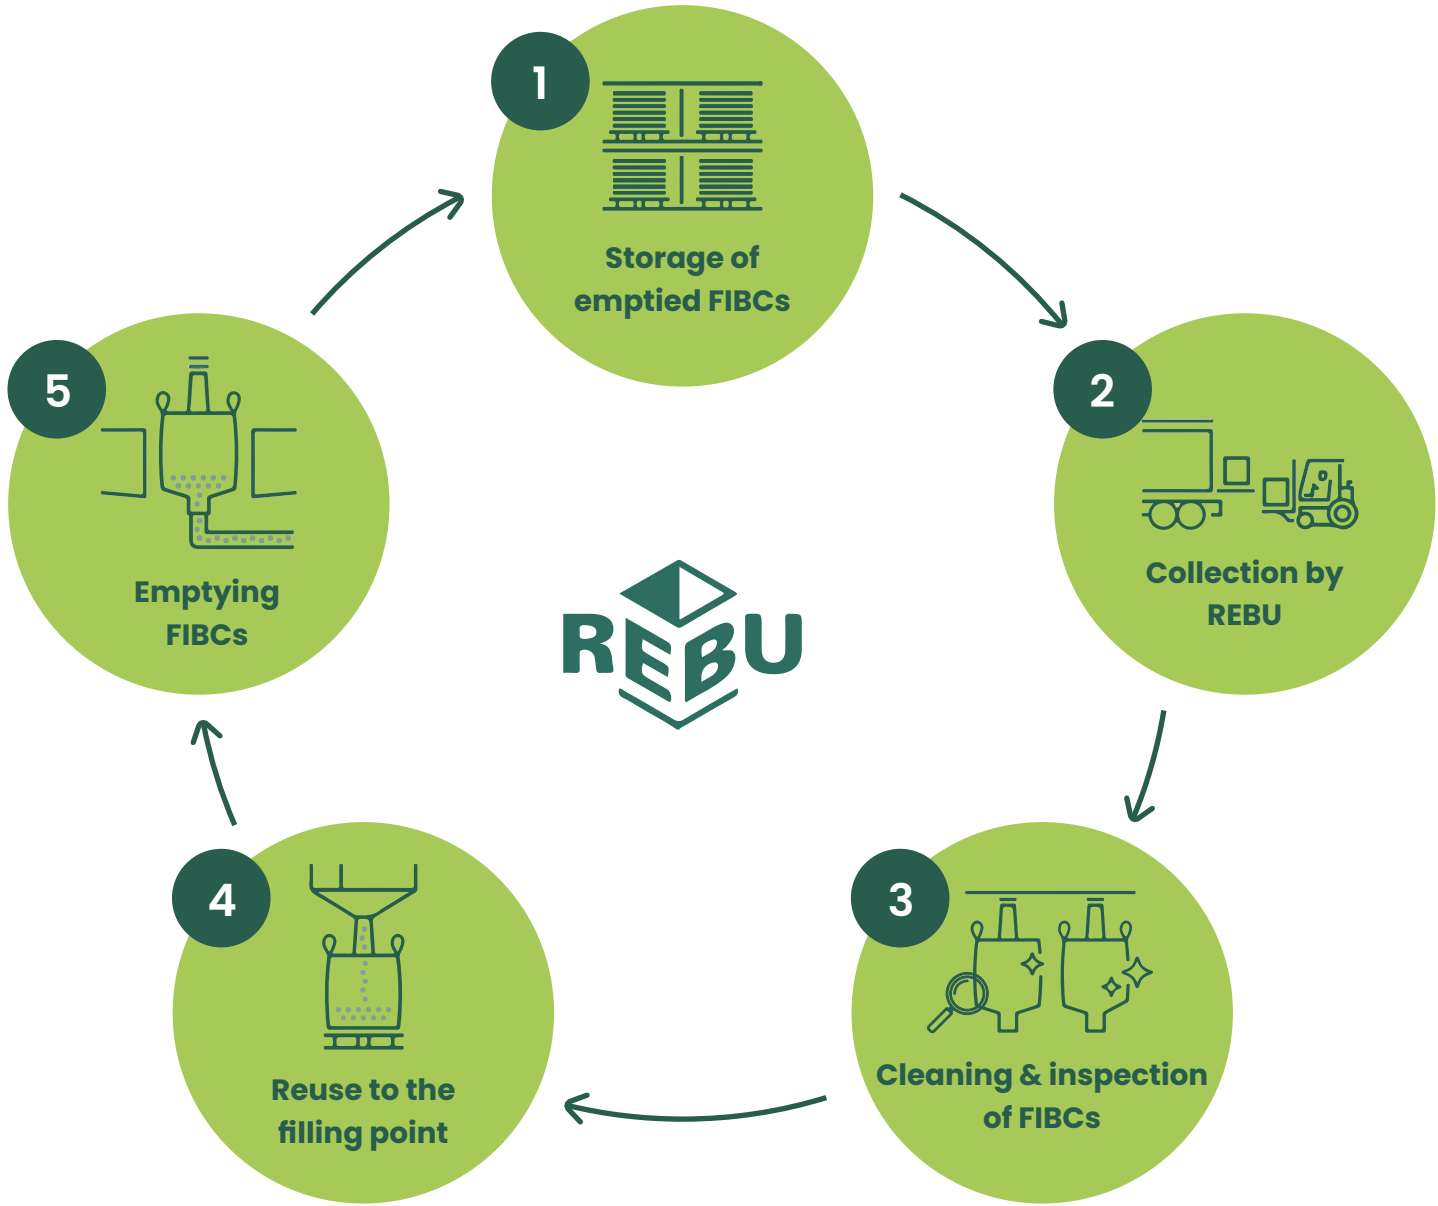 1
Storage of
emptied FIBCs
2
Collection by
REBU
3
Cleaning & inspection
of FIBCs
4
Reuse to the
filling point
5
Emptying
FIBCs
REBU